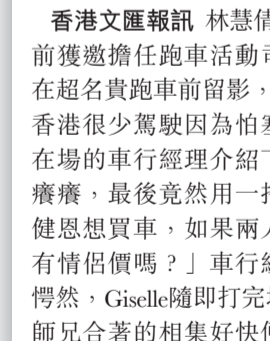 香港文匯報訊 林慧倩
前獲邀擔任跑車活動
在超名貴跑車前留影，
香港很少駕駛因為怕塞
在場的車行經理介紹
癢癢，最後竟然用一
健恩想買車，如果兩人
有情侶價嗎？」車行經
愕然，Giselle隨即打完
師兄合著的相集好快